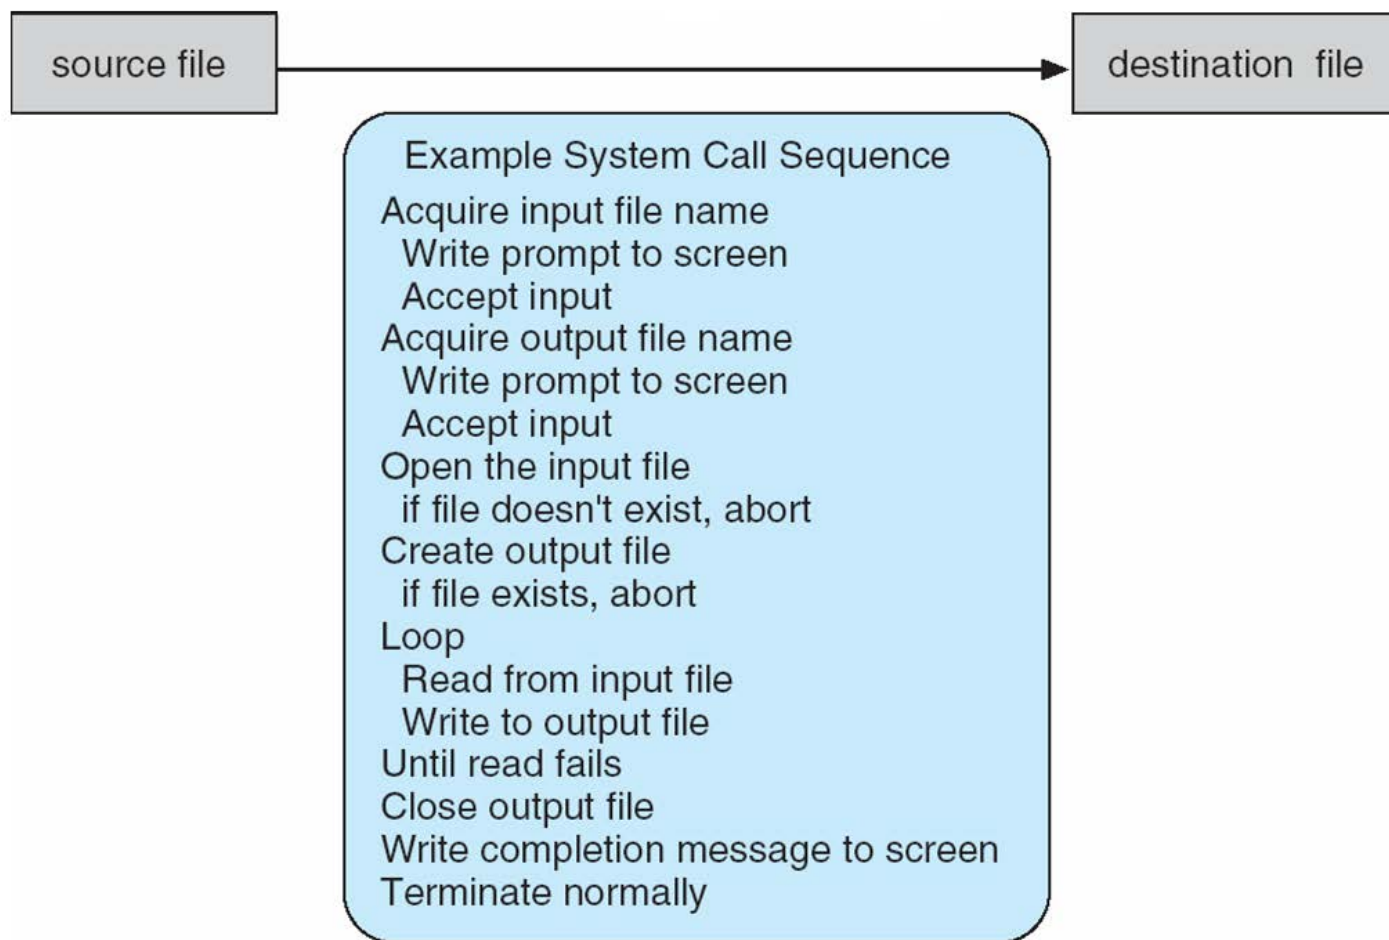 source file
destination file
Example System Call Sequence
Acquire input file name
Write prompt to screen
Accept input
Acquire output file name
Write prompt to screen
Accept input
Open the input file
if file doesn't exist, abort
Create output file
if file exists, abort
Loop
Read from input file
Write to output file
Until read fails
Close output file
Write completion message to screen
Terminate normally